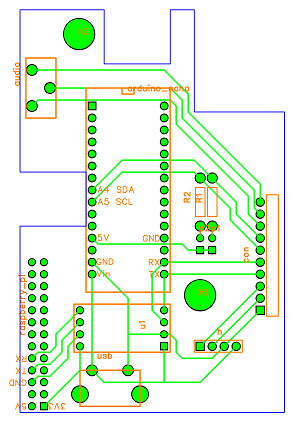 audio
arduino_nano
A4 SDA
A5 SCL
R2
R1
5V
GND
con
GND
RX
Vin
TX
raspberry_pi
u1
usb
h
RX
TX
GND
5V
3V3